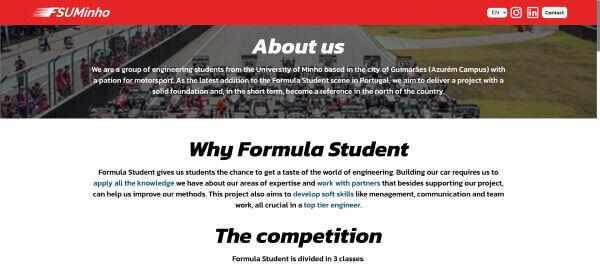 FSUMinho
EN
Contact
About us
We are a group of engineering students from the University of Minho based in the city of Guimarães (Azurém Campus) with
a pation for motorsport. As the latest addition to the Formula Student scene in Portugal, we aim to deliver a project with a
solid foundation and, in the short term, become a reference in the north of the country.
Why Formula Student
Formula Student gives us students the chance to get a taste of the world of engineering. Building our car requires us to
apply all the knowledge we have about our areas of expertise and work with partners that besides supporting our project,
can help us improve our methods. This project also aims to develop soft skills like menagement, communication and team
work, all crucial in a top tier engineer.
The competition
Formula Student is divided in 3 classes: